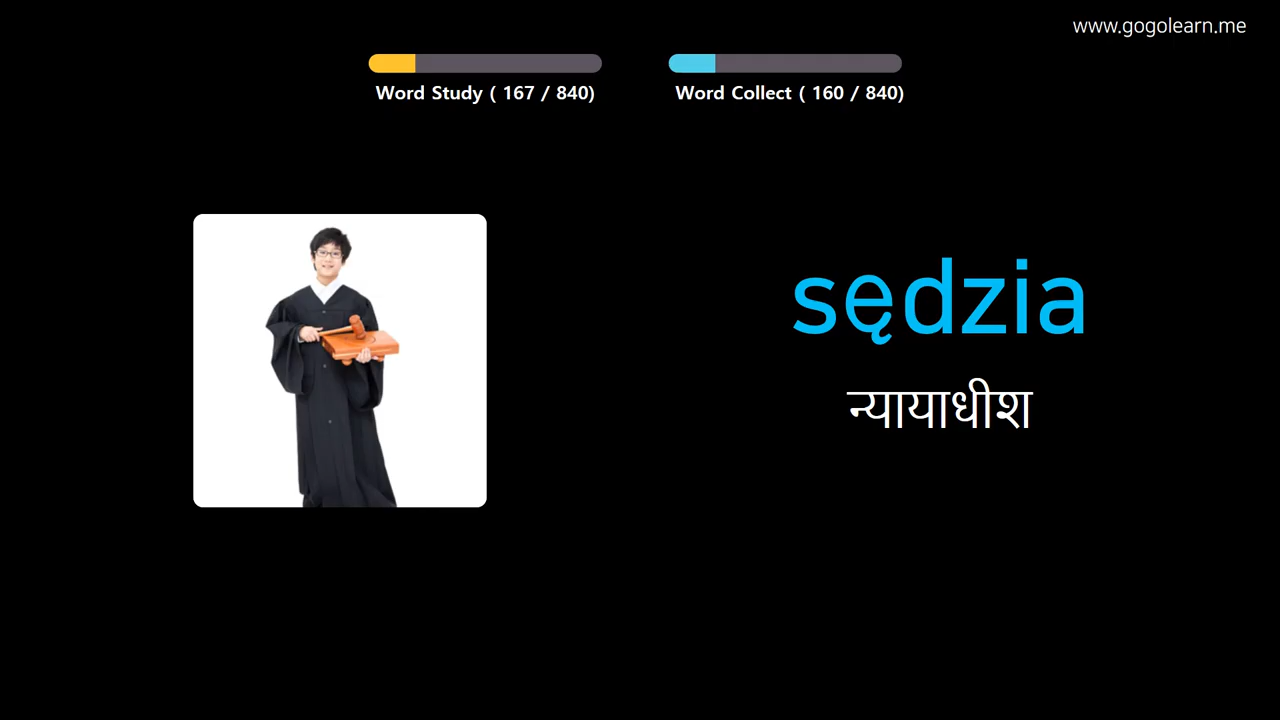 www.gogolearn.me
Word Study ( 167 / 840)
Word Collect ( 160 / 840)
sędzia
न्यायाधीश